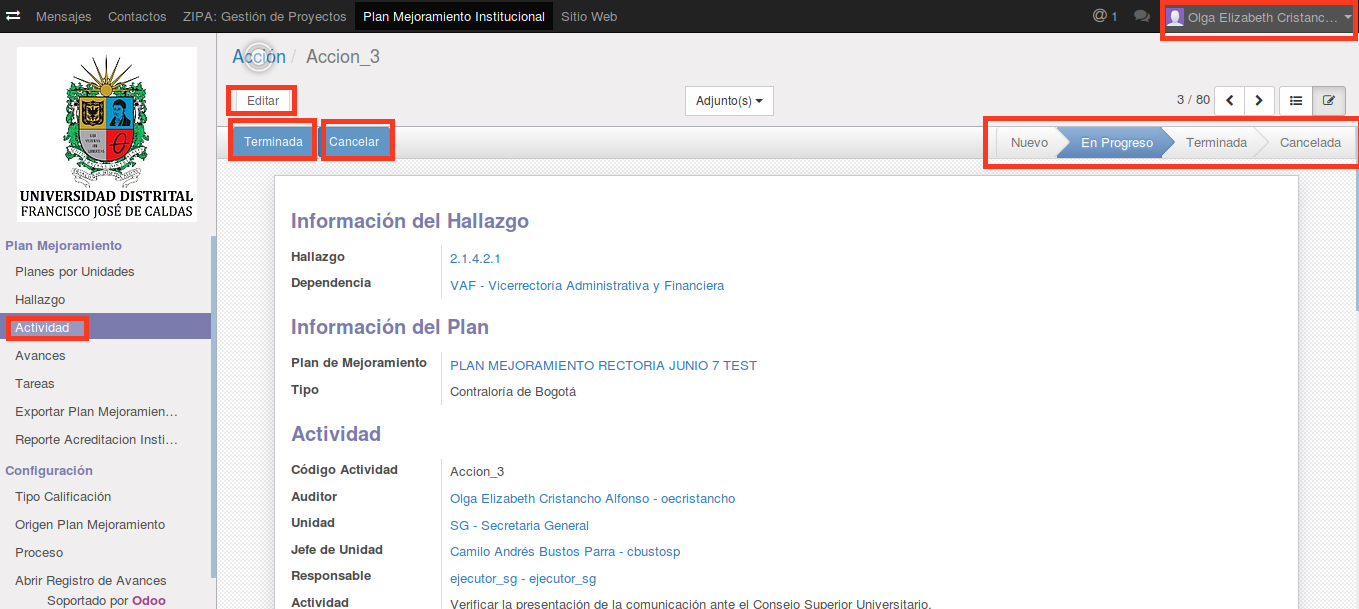 Mensajes Contactos ZIPA: Gestión de Proyectos Plan Mejoramiento Institucional Sitio Web @ 1 Olga Elizabeth Cristanc...
Acción / Accion_3
Editar Adjunto(s) 3 / 80
Terminada Cancelar Nuevo En Progreso Terminada Cancelada
UNIVERSIDAD DISTRITAL
FRANCISCO JOSÉ DE CALDAS
Plan Mejoramiento
Planes por Unidades
Hallazgo
Actividad
Avances
Tareas
Exportar Plan Mejoramien...
Reporte Acreditacion Insti...
Configuración
Tipo Calificación
Origen Plan Mejoramiento
Proceso
Abrir Registro de Avances
Soportado por Odoo
Información del Hallazgo
Hallazgo 2.1.4.2.1
Dependencia VAF - Vicerrectoría Administrativa y Financiera
Información del Plan
Plan de Mejoramiento PLAN MEJORAMIENTO RECTORIA JUNIO 7 TEST
Tipo Contraloría de Bogotá
Actividad
Código Actividad Accion_3
Auditor Olga Elizabeth Cristancho Alfonso - oecristancho
Unidad SG - Secretaria General
Jefe de Unidad Camilo Andrés Bustos Parra - cbustosp
Responsable ejecutor_sg - ejecutor_sg
Actividad Verificar la presentación de la comunicación ante el Consejo Superior Universitario.